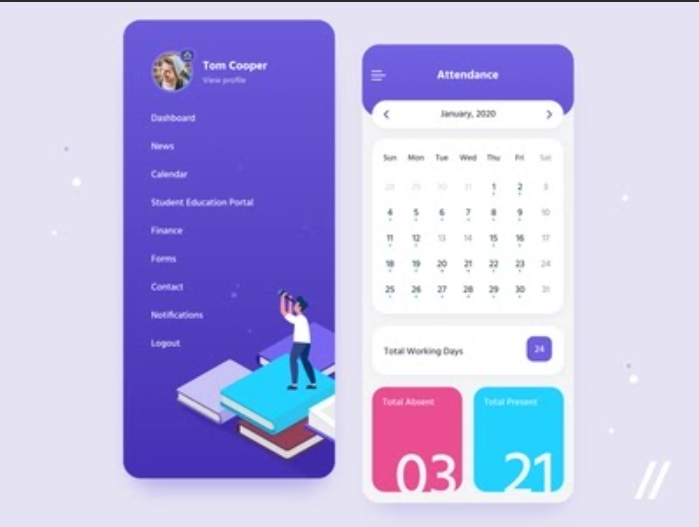 Tom Cooper
View profile
Dashboard
News
Calendar
Student Education Portal
Finance
Forms
Contact
Notifications
Logout
Attendance
January, 2020
Sun Mon Tue Wed Thu Fri Sat
28 29 30 31 1 2 3
4 5 6 7 8 9 10
11 12 13 14 15 16 17
18 19 20 21 22 23 24
25 26 27 28 29 30 31
Total Working Days
24
Total Absent
03
Total Present
21